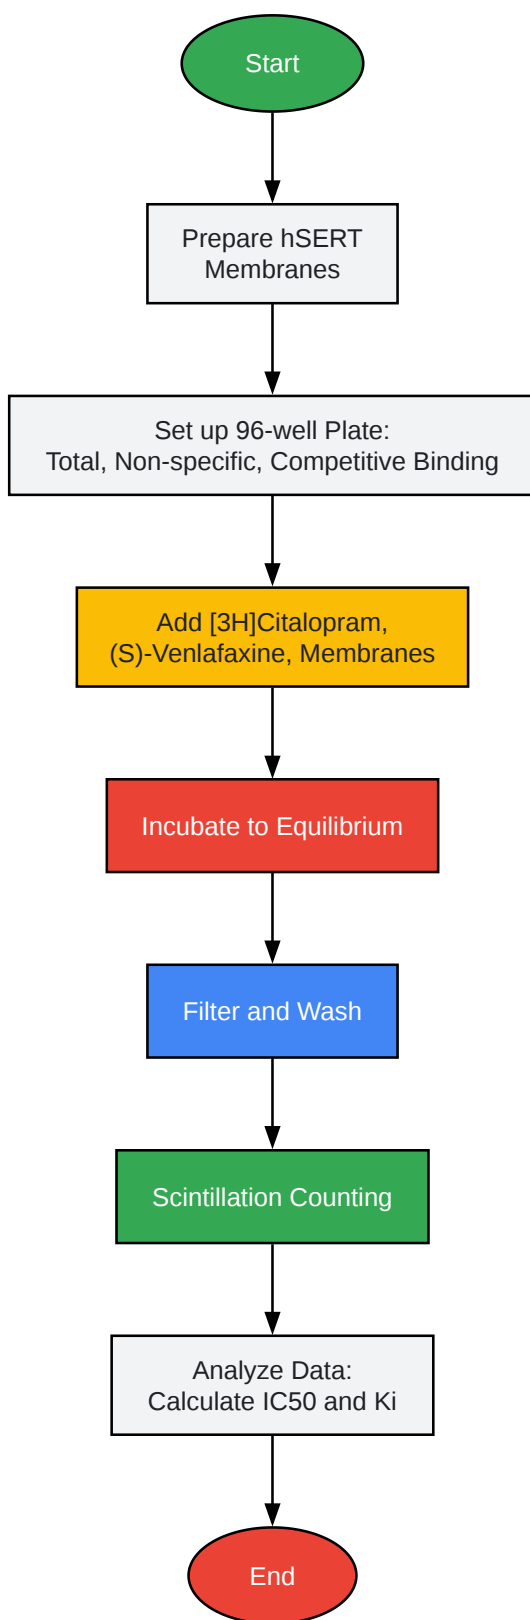 Start
Prepare hSERT
Membranes
Set up 96-well Plate:
Total, Non-specific, Competitive Binding
Add [3H]Citalopram,
(S)-Venlafaxine, Membranes
Incubate to Equilibrium
Filter and Wash
Scintillation Counting
Analyze Data:
Calculate IC50 and Ki
End